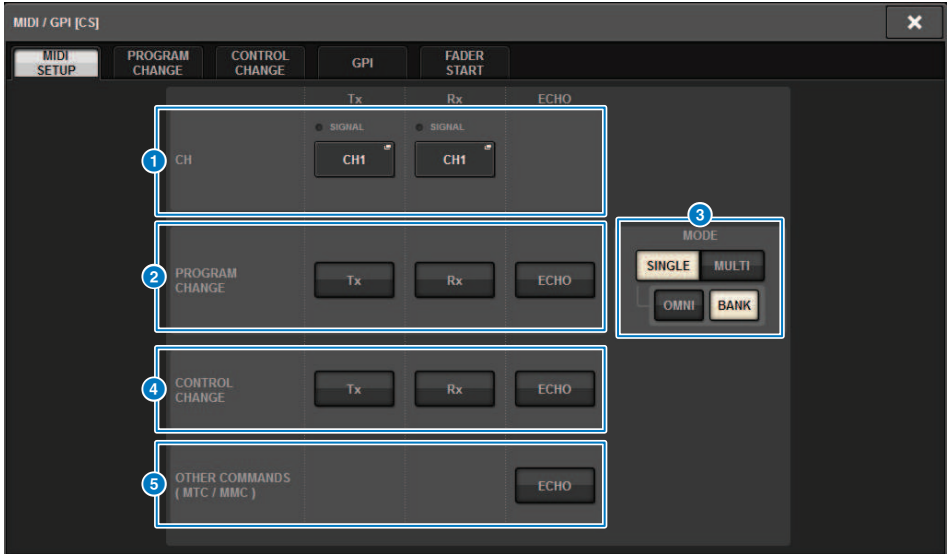 MIDI / GPI [CS]
MIDI SETUP
PROGRAM CHANGE
CONTROL CHANGE
GPI
FADER START
Tx Rx ECHO
SIGNAL SIGNAL
1 CH CH1 CH1
3
MODE
SINGLE MULTI
OMNI BANK
2 PROGRAM CHANGE Tx Rx ECHO
4 CONTROL CHANGE Tx Rx ECHO
5 OTHER COMMANDS ( MTC / MMC ) ECHO